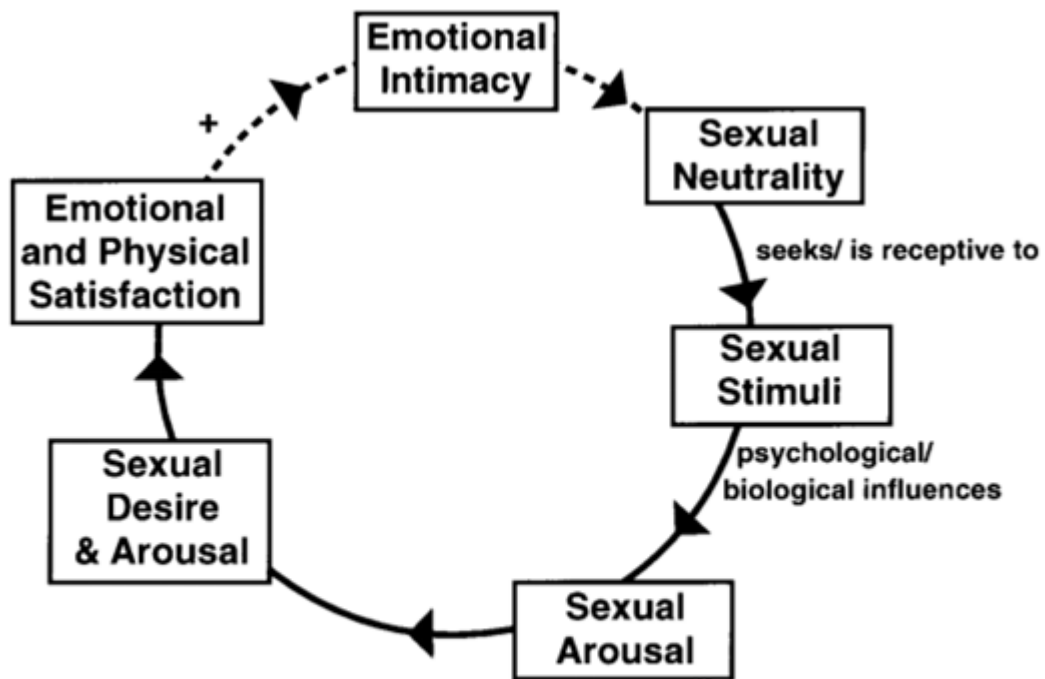 Emotional
Intimacy
+
Sexual
Neutrality
Emotional
and Physical
Satisfaction
seeks/ is receptive to
Sexual
Stimuli
psychological/
biological influences
Sexual
Desire
& Arousal
Sexual
Arousal